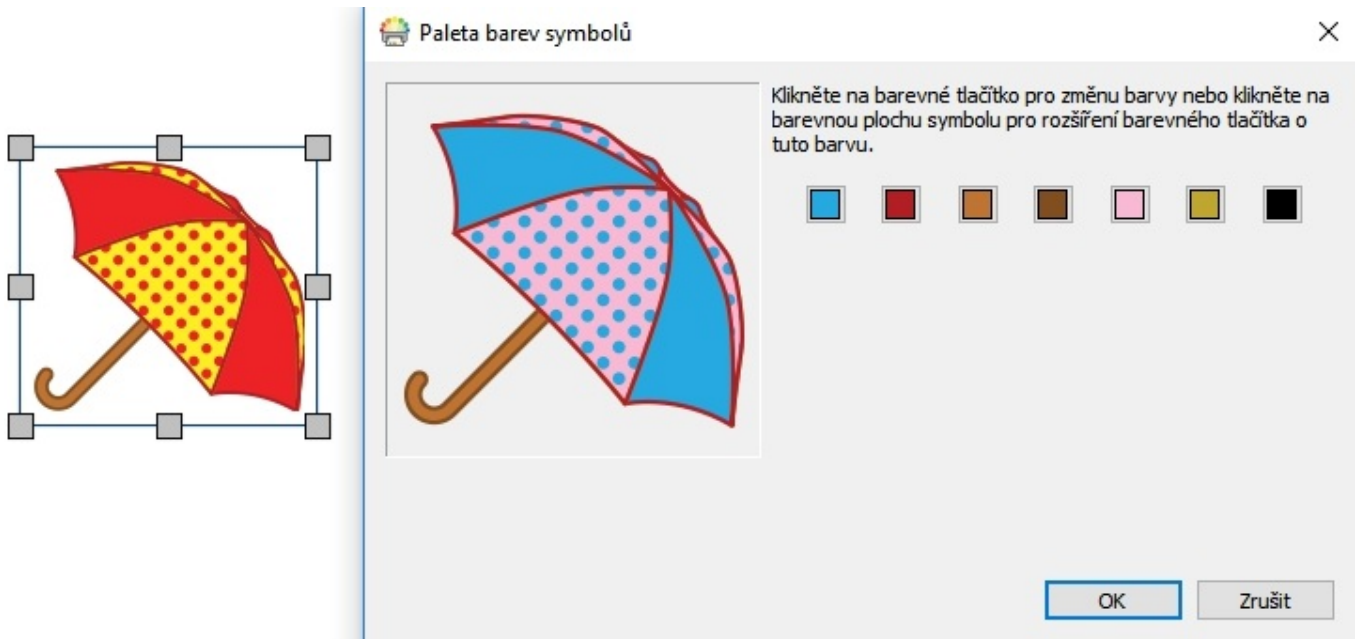 Paleta barev symbolů
Klikněte na barevné tlačítko pro změnu barvy nebo klikněte na
barevnou plochu symbolu pro rozšíření barevného tlačítka o
tuto barvu.
OK
Zrušit